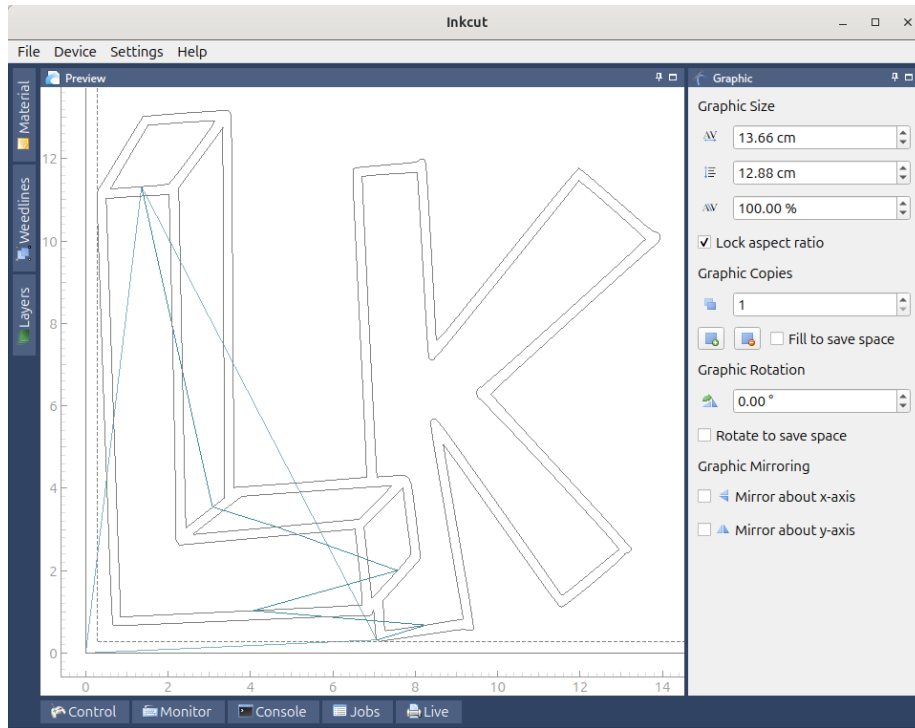 Inkcut
File Device Settings Help
Material
Weedlines
Layers
Preview
12
10
8
6
4
2
0
0 2 4 6 8 10 12 14
Graphic
Graphic Size
13.66 cm
12.88 cm
100.00 %
Lock aspect ratio
Graphic Copies
1
Fill to save space
Graphic Rotation
0.00 °
Rotate to save space
Graphic Mirroring
Mirror about x-axis
Mirror about y-axis
Control Monitor Console Jobs Live